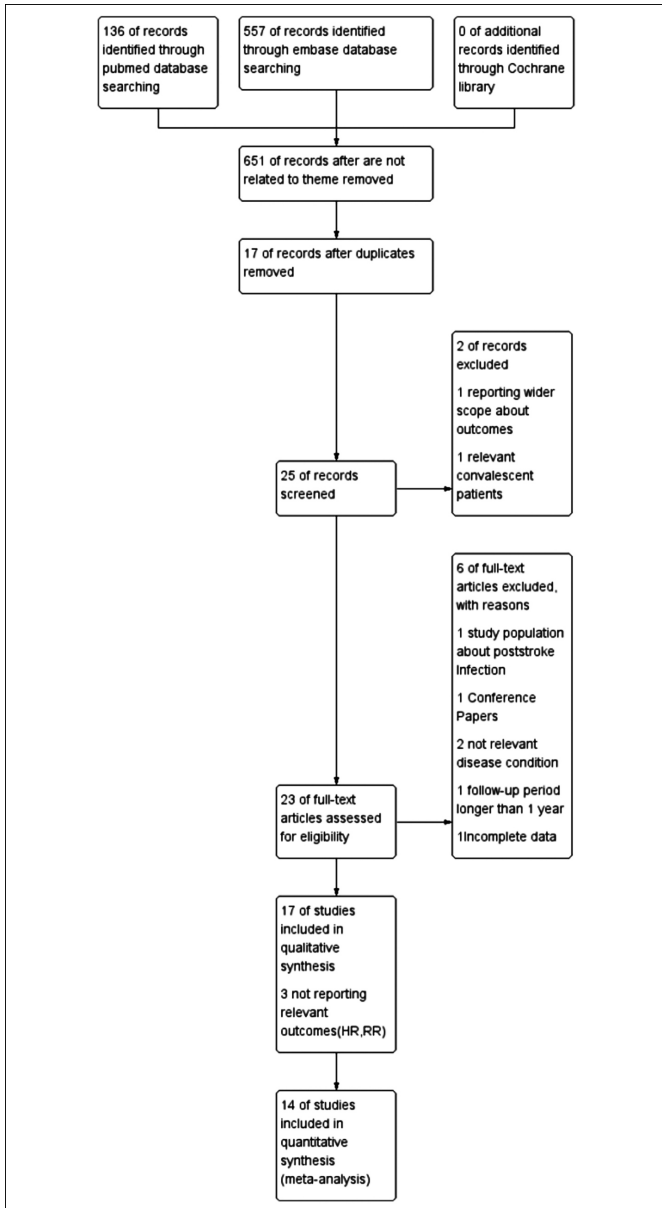 136 of records
identified through
pubmed database
searching
557 of records identified
through embase database
searching
0 of additional
records identified
through Cochrane
library
651 of records after are not
related to theme removed
17 of records after duplicates
removed
2 of records
excluded
1 reporting wider
scope about
outcomes
1 relevant
convalescent
patients
25 of records
screened
6 of full-text
articles excluded,
with reasons
1 study population
about poststroke
Infection
1 Conference
Papers
2 not relevant
disease condition
1 follow-up period
longer than 1 year
1Incomplete data
23 of full-text
articles assessed
for eligibility
17 of studies
included in
qualitative
synthesis
3 not reporting
relevant
outcomes(HR,RR)
14 of studies
included in
quantitative
synthesis
(meta-analysis)